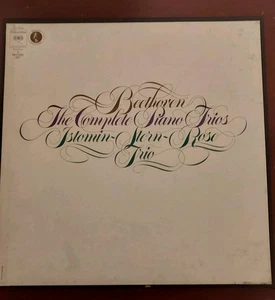 Beethoven
The Complete Piano Trios
Istomin-Stern-Rose
Trio